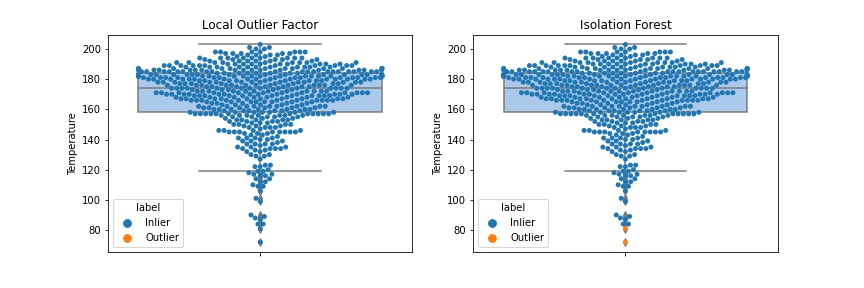 Local Outlier Factor
200
180
160
140
120
100
80
Temperature
label
Inlier
Outlier
Isolation Forest
200
180
160
140
120
100
80
Temperature
label
Inlier
Outlier